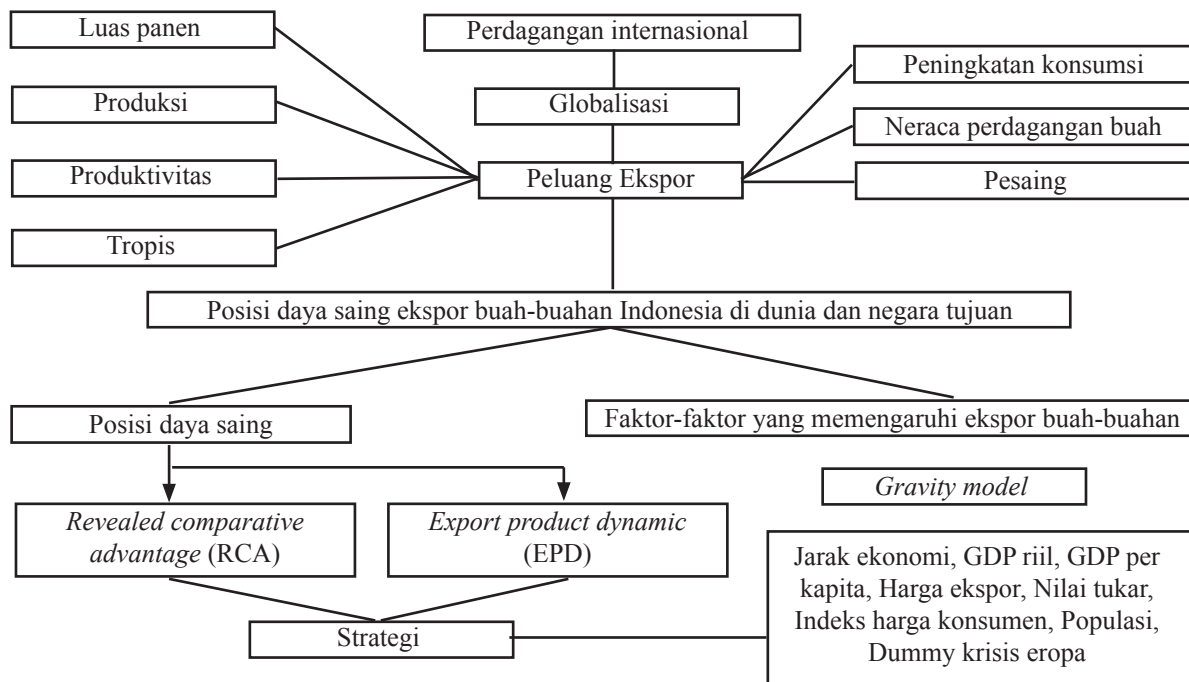 Luas panen
Perdagangan internasional
Peningkatan konsumsi
Produksi
Globalisasi
Neraca perdagangan buah
Produktivitas
Peluang Ekspor
Pesaing
Tropis
Posisi daya saing ekspor buah-buahan Indonesia di dunia dan negara tujuan
Posisi daya saing
Faktor-faktor yang memengaruhi ekspor buah-buahan
Gravity model
Revealed comparative
advantage (RCA)
Export product dynamic
(EPD)
Jarak ekonomi, GDP riil, GDP per
kapita, Harga ekspor, Nilai tukar,
Indeks harga konsumen, Populasi,
Dummy krisis eropa
Strategi